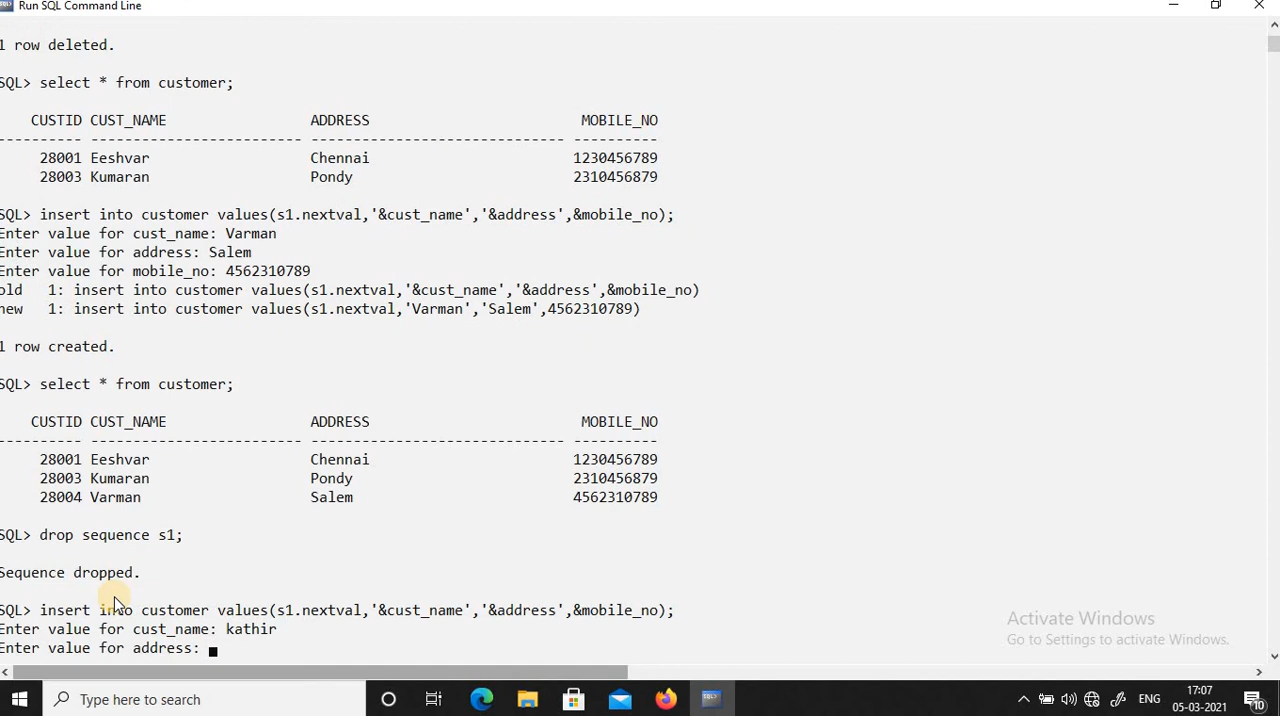 Run SQL Command Line
1 row deleted.
SQL> select * from customer;
CUSTID CUST_NAME ADDRESS MOBILE_NO
---------- ------------------------- ------------------------------ ----------
28001 Eeshvar Chennai 1230456789
28003 Kumaran Pondy 2310456879
SQL> insert into customer values(s1.nextval,'&cust_name','&address',&mobile_no);
Enter value for cust_name: Varman
Enter value for address: Salem
Enter value for mobile_no: 4562310789
old 1: insert into customer values(s1.nextval,'&cust_name','&address',&mobile_no)
new 1: insert into customer values(s1.nextval,'Varman','Salem',4562310789)
1 row created.
SQL> select * from customer;
CUSTID CUST_NAME ADDRESS MOBILE_NO
---------- ------------------------- ------------------------------ ----------
28001 Eeshvar Chennai 1230456789
28003 Kumaran Pondy 2310456879
28004 Varman Salem 4562310789
SQL> drop sequence s1;
Sequence dropped.
SQL> insert into customer values(s1.nextval,'&cust_name','&address',&mobile_no);
Enter value for cust_name: kathir
Enter value for address:
Activate Windows
Go to Settings to activate Windows.
Type here to search
ENG
17:07
05-03-2021
10